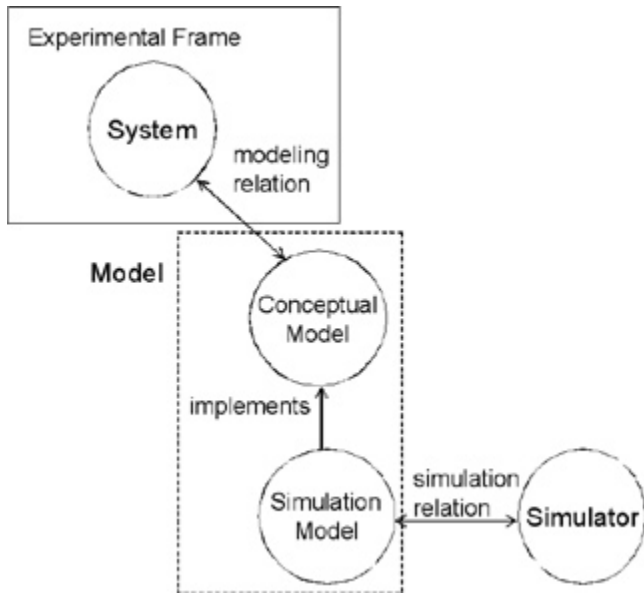 Experimental Frame
System
modeling
relation
Model
Conceptual
Model
implements
Simulation
Model
simulation
relation
Simulator